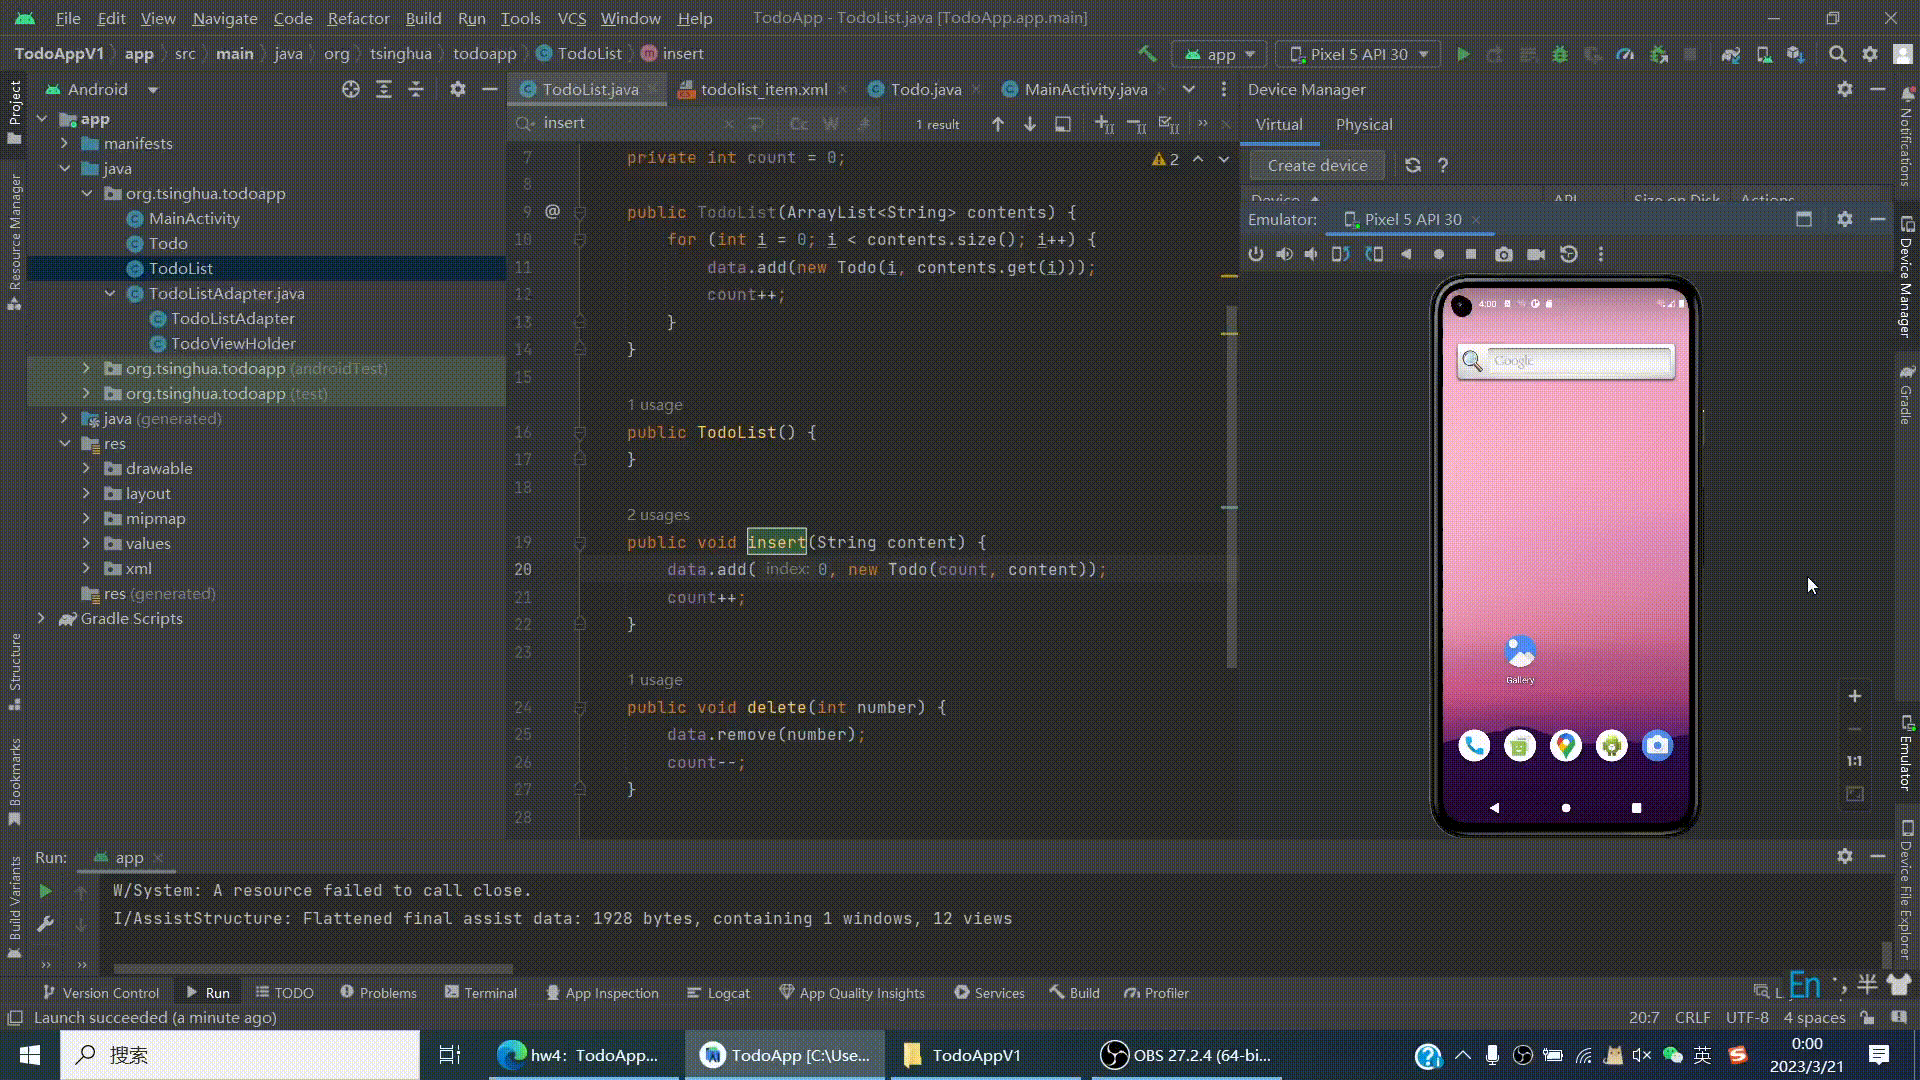 File Edit View Navigate Code Refactor Build Run Tools VCS Window Help TodoApp - TodoList.java [TodoApp.app.main]
TodoAppV1 app src main java org tsinghua todoapp TodoList insert
app Pixel 5 API 30
Project
Resource Manager
Structure
Bookmarks
Build Variants
Android
app
manifests
java
org.tsinghua.todoapp
MainActivity
Todo
TodoList
TodoListAdapter.java
TodoListAdapter
TodoViewHolder
org.tsinghua.todoapp (androidTest)
org.tsinghua.todoapp (test)
java (generated)
res
drawable
layout
mipmap
values
xml
res (generated)
Gradle Scripts
TodoList.java todolist_item.xml Todo.java MainActivity.java
insert Cc W 1 result
2
7 private int count = 0;
8
9 @ public TodoList(ArrayList<String> contents) {
10 for (int i = 0; i < contents.size(); i++) {
11 data.add(new Todo(i, contents.get(i)));
12 count++;
13 }
14 }
15
1 usage
16 public TodoList() {
17 }
18
2 usages
19 public void insert(String content) {
20 data.add( index: 0, new Todo(count, content));
21 count++;
22 }
23
1 usage
24 public void delete(int number) {
25 data.remove(number);
26 count--;
27 }
28
Device Manager
Virtual Physical
Create device ?
Device API Size on Disk Actions
Emulator: Pixel 5 API 30
4:00
Google
Gallery
1:1
Notifications
Device Manager
Gradle
Emulator
Device File Explorer
Run: app
W/System: A resource failed to call close.
I/AssistStructure: Flattened final assist data: 1928 bytes, containing 1 windows, 12 views
Version Control Run TODO Problems Terminal App Inspection Logcat App Quality Insights Services Build Profiler
En 半
Launch succeeded (a minute ago) 20:7 CRLF UTF-8 4 spaces
搜索 hw4：TodoApp... TodoApp [C:\Use... TodoAppV1 OBS 27.2.4 (64-bi... 英 0:00
2023/3/21